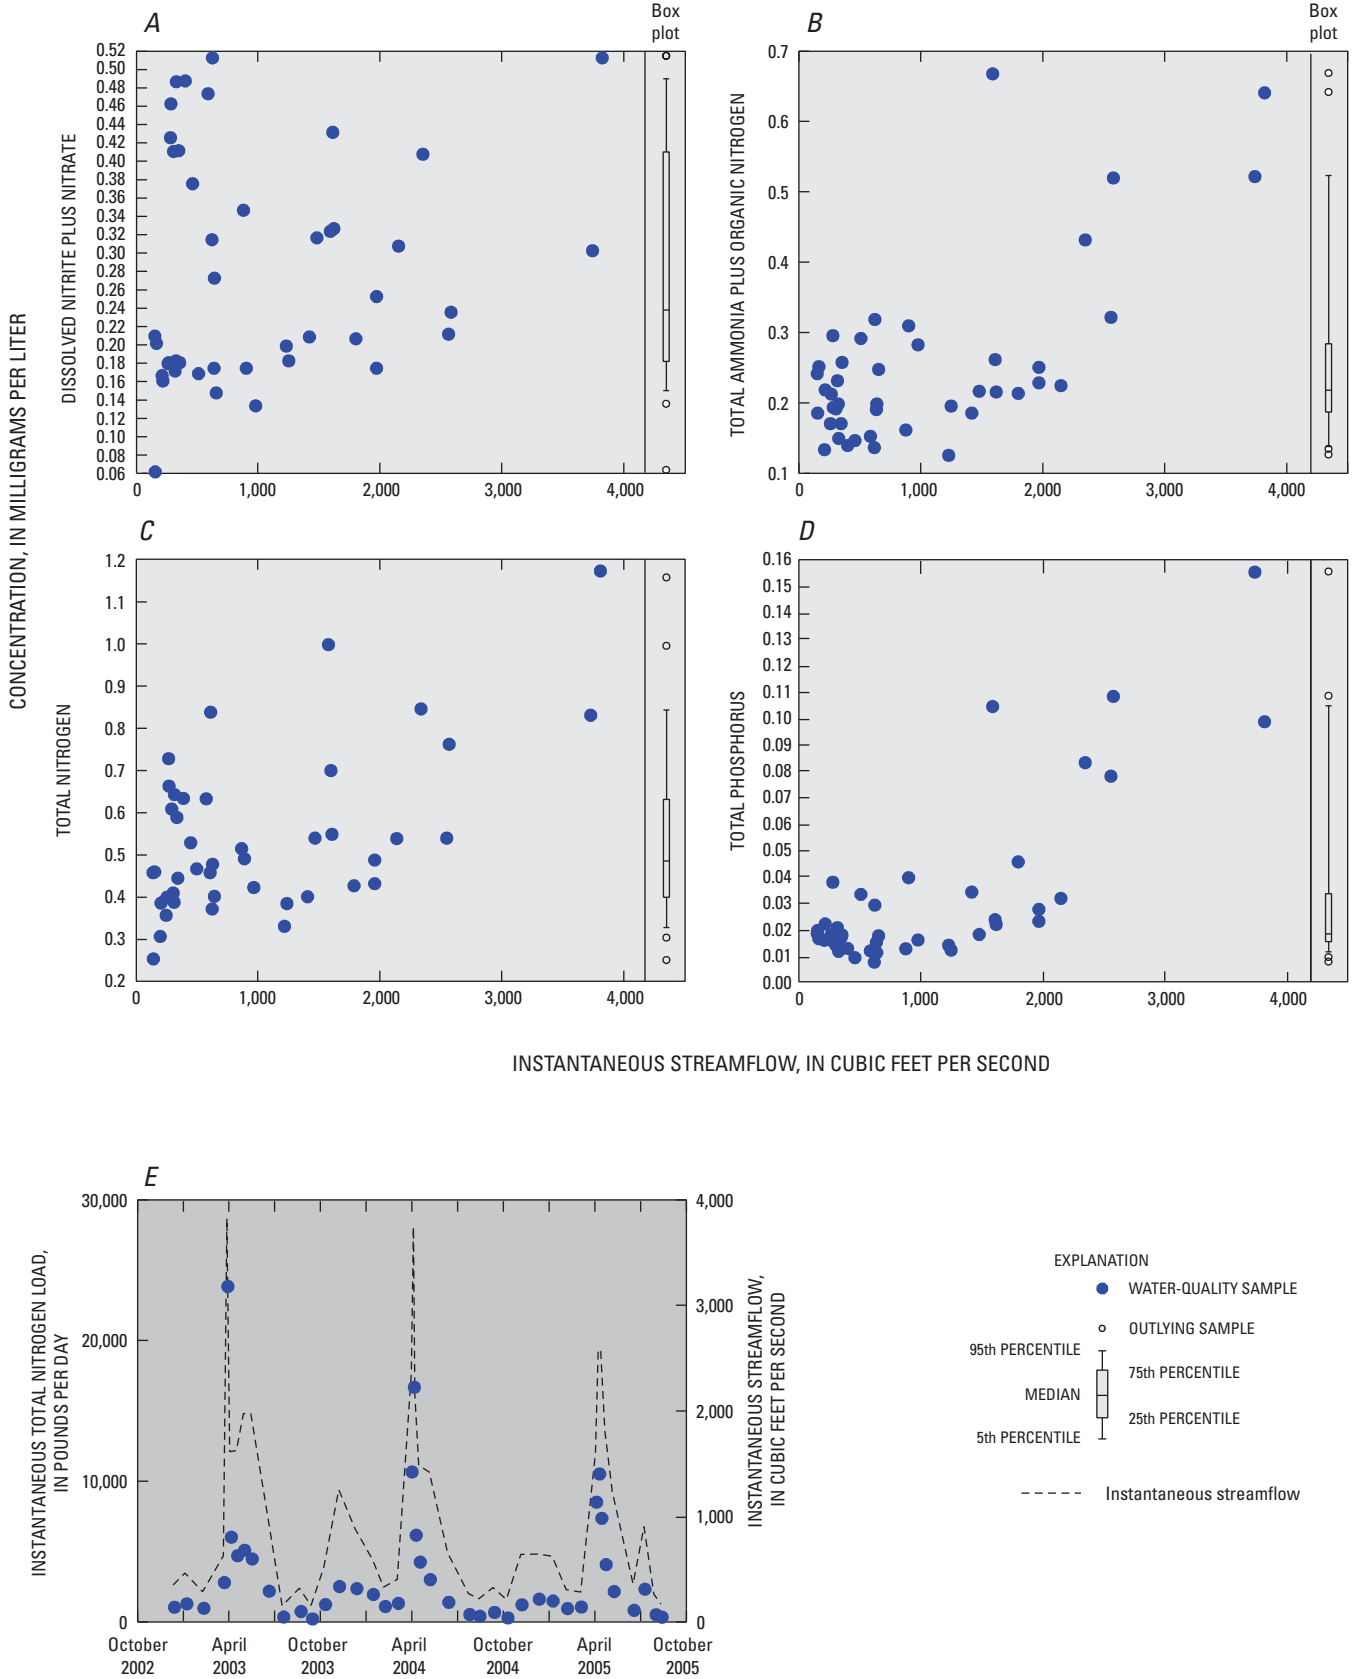 A
Box
plot
B
Box
plot
CONCENTRATION, IN MILLIGRAMS PER LITER
DISSOLVED NITRITE PLUS NITRATE
0.52
0.50
0.48
0.46
0.44
0.42
0.40
0.38
0.36
0.34
0.32
0.30
0.28
0.26
0.24
0.22
0.20
0.18
0.16
0.14
0.12
0.10
0.08
0.06
0 1,000 2,000 3,000 4,000
TOTAL AMMONIA PLUS ORGANIC NITROGEN
0.7
0.6
0.5
0.4
0.3
0.2
0.1
0 1,000 2,000 3,000 4,000
C
TOTAL NITROGEN
1.2
1.1
1.0
0.9
0.8
0.7
0.6
0.5
0.4
0.3
0.2
0 1,000 2,000 3,000 4,000
D
TOTAL PHOSPHORUS
0.16
0.15
0.14
0.13
0.12
0.11
0.10
0.09
0.08
0.07
0.06
0.05
0.04
0.03
0.02
0.01
0.00
0 1,000 2,000 3,000 4,000
INSTANTANEOUS STREAMFLOW, IN CUBIC FEET PER SECOND
E
INSTANTANEOUS TOTAL NITROGEN LOAD,
IN POUNDS PER DAY
30,000
20,000
10,000
0
4,000
3,000
2,000
1,000
0
INSTANTANEOUS STREAMFLOW,
IN CUBIC FEET PER SECOND
October April October April October April October
2002 2003 2003 2004 2004 2005 2005
EXPLANATION
WATER-QUALITY SAMPLE
OUTLYING SAMPLE
95th PERCENTILE
75th PERCENTILE
MEDIAN
25th PERCENTILE
5th PERCENTILE
Instantaneous streamflow